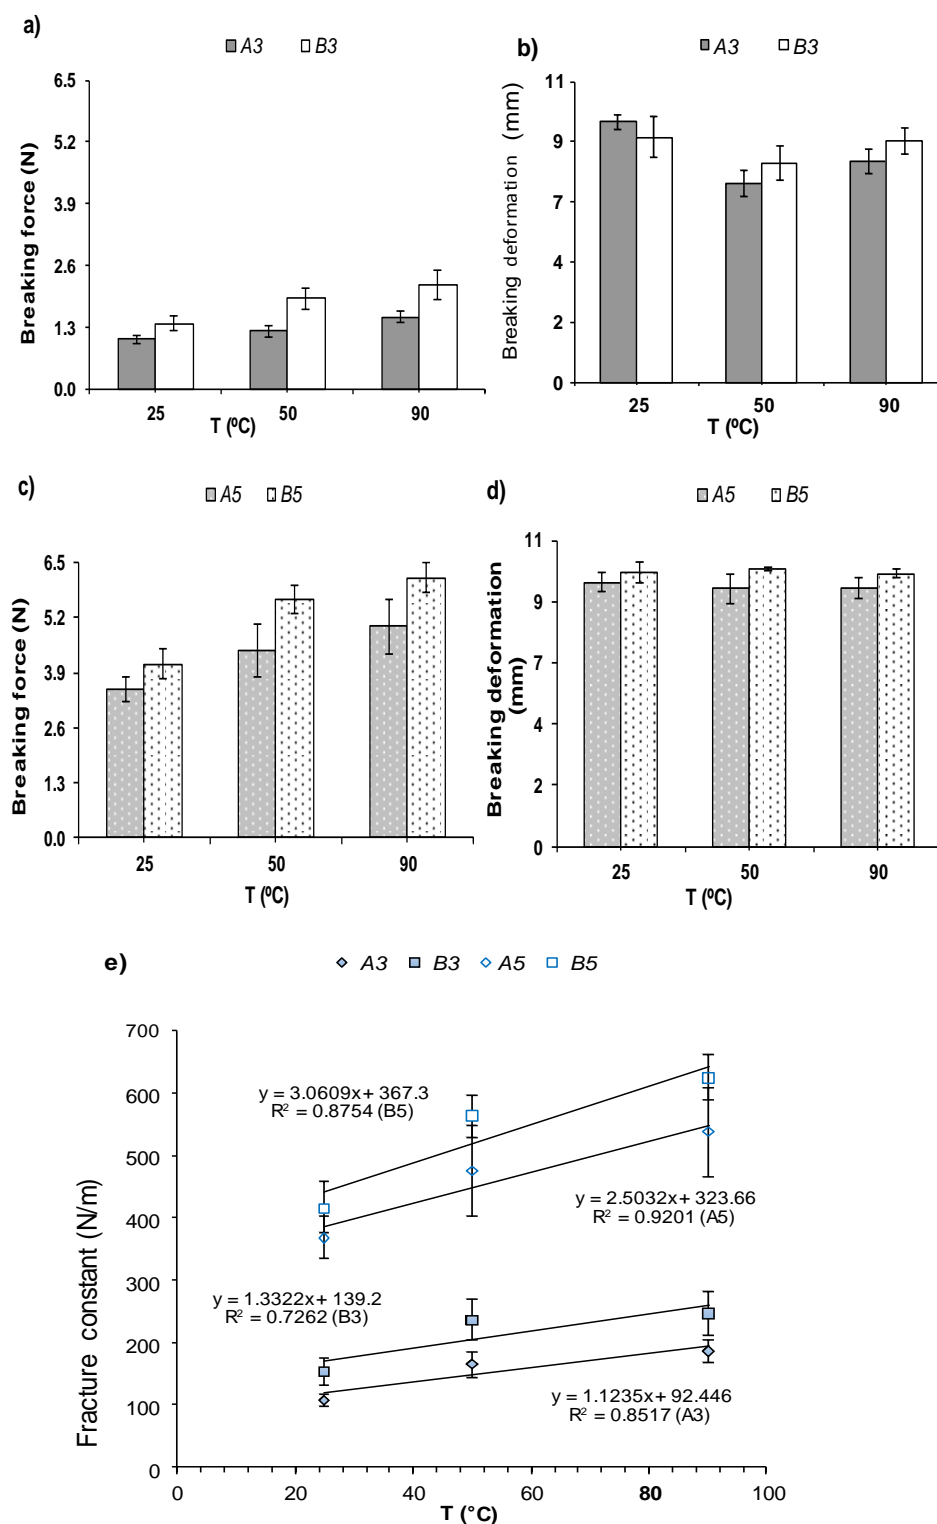 a)
A3 B3
6.5
5.2
3.9
2.6
1.3
0.0
Breaking force (N)
25 50 90
T (ºC)
b)
A3 B3
11
9
7
4
2
0
Breaking deformation (mm)
25 50 90
T (ºC)
c)
A5 B5
6.5
5.2
3.9
2.6
1.3
0.0
Breaking force (N)
25 50 90
T (ºC)
d)
A5 B5
11
9
7
4
2
0
Breaking deformation
(mm)
25 50 90
T (ºC)
e)
A3 B3 A5 B5
700
600
500
400
300
200
100
0
Fracture constant (N/m)
y = 3.0609x + 367.3
R² = 0.8754 (B5)
y = 2.5032x + 323.66
R² = 0.9201 (A5)
y = 1.3322x + 139.2
R² = 0.7262 (B3)
y = 1.1235x + 92.446
R² = 0.8517 (A3)
0 20 40 60 80 100
T (°C)